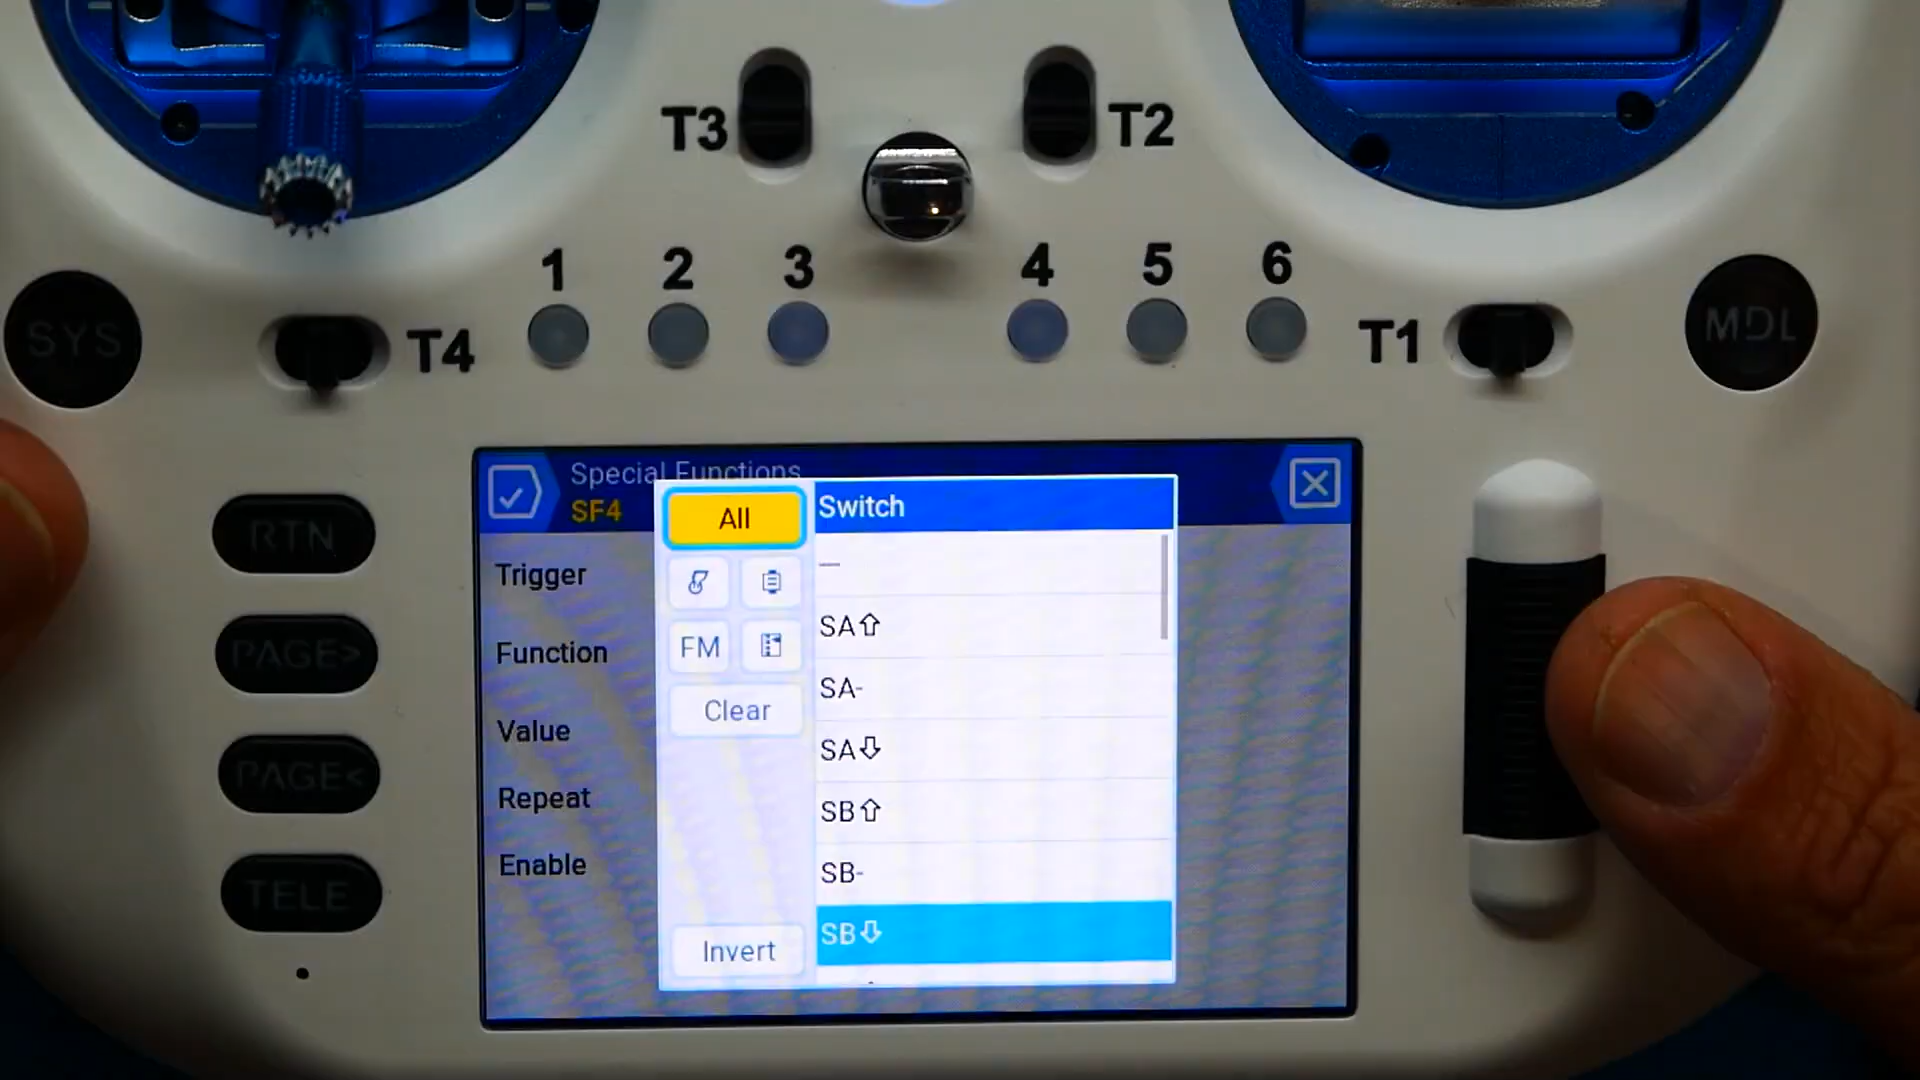 T3
T2
1
2
3
4
5
6
SYS
T4
T1
MDL
Special Functions
SF4
All
Switch
Trigger
—
SA⇧
FM
Function
SA-
Clear
Value
SA⇩
Repeat
SB⇧
Enable
SB-
Invert
SB⇩
RTN
PAGE>
PAGE<
TELE